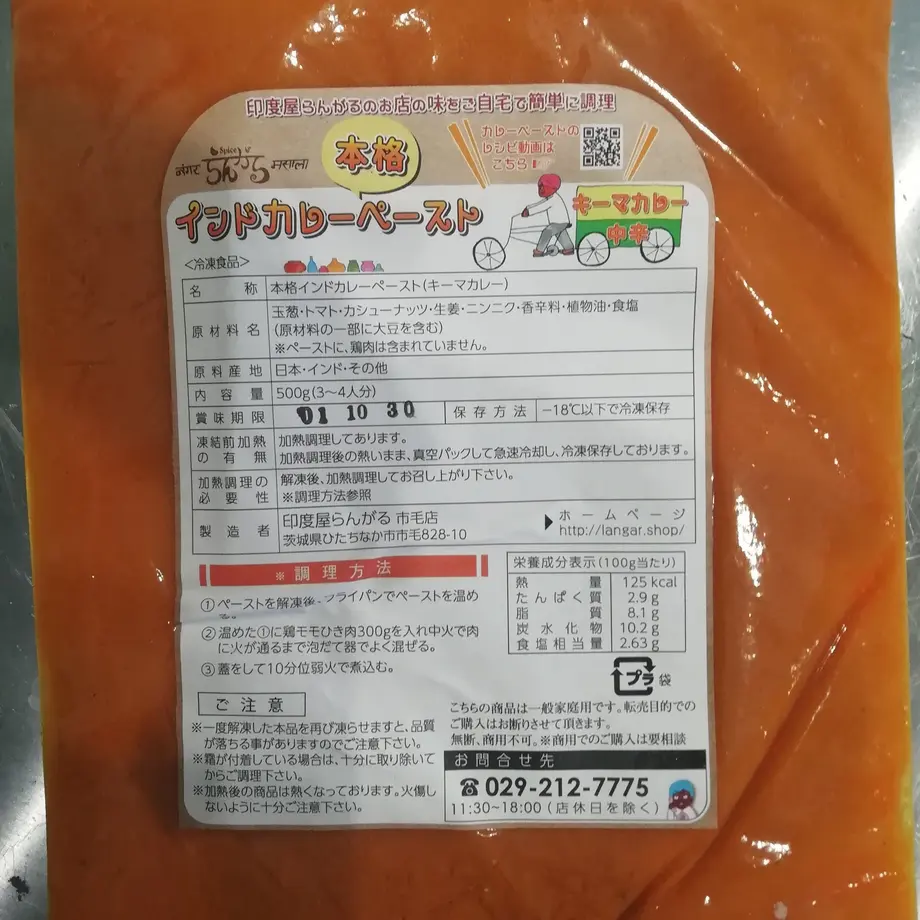 印度屋らんがるのお店の味をご自宅で簡単に調理
Spice
लंगर らんがる मसाला
本格
カレーペーストの
レシピ動画は
こちら
インドカレーペースト
キーマカレー
中辛
<冷凍食品>
名称 本格インドカレーペースト(キーマカレー)
原材料名 玉葱・トマト・カシューナッツ・生姜・ニンニク・香辛料・植物油・食塩
(原材料の一部に大豆を含む)
※ペーストに、鶏肉は含まれていません。
原料産地 日本・インド・その他
内容量 500g(3〜4人分)
賞味期限 01 10 30 保存方法 −18℃以下で冷凍保存
凍結前加熱の有無 加熱調理してあります。
加熱調理後の熱いまま、真空パックして急速冷却し、冷凍保存しております。
加熱調理の必要性 解凍後、加熱調理してお召し上がり下さい。
※調理方法参照
製造者 印度屋らんがる 市毛店
茨城県ひたちなか市市毛828-10
▶ホームページ
http://langar.shop/
※調理方法
①ペーストを解凍後、フライパンでペーストを温め
る。
②温めた①に鶏モモひき肉300gを入れ中火で肉
に火が通るまで泡だて器でよく混ぜる。
③蓋をして10分位弱火で煮込む。
栄養成分表示(100g当たり)
熱量 125 kcal
たんぱく質 2.9 g
脂質 8.1 g
炭水化物 10.2 g
食塩相当量 2.63 g
プラ 袋
ご注意
※一度解凍した本品を再び凍らせますと、品質
が落ちる事がありますのでご注意下さい。
※霜が付着している場合は、十分に取り除いて
からご調理下さい。
※加熱後の商品は熱くなっております。火傷し
ないように十分ご注意下さい。
こちらの商品は一般家庭用です。転売目的での
ご購入はお断りさせて頂きます。
無断、商用不可。※商用でのご購入は要相談
お問合せ先
☎029-212-7775
11:30~18:00(店休日を除く)